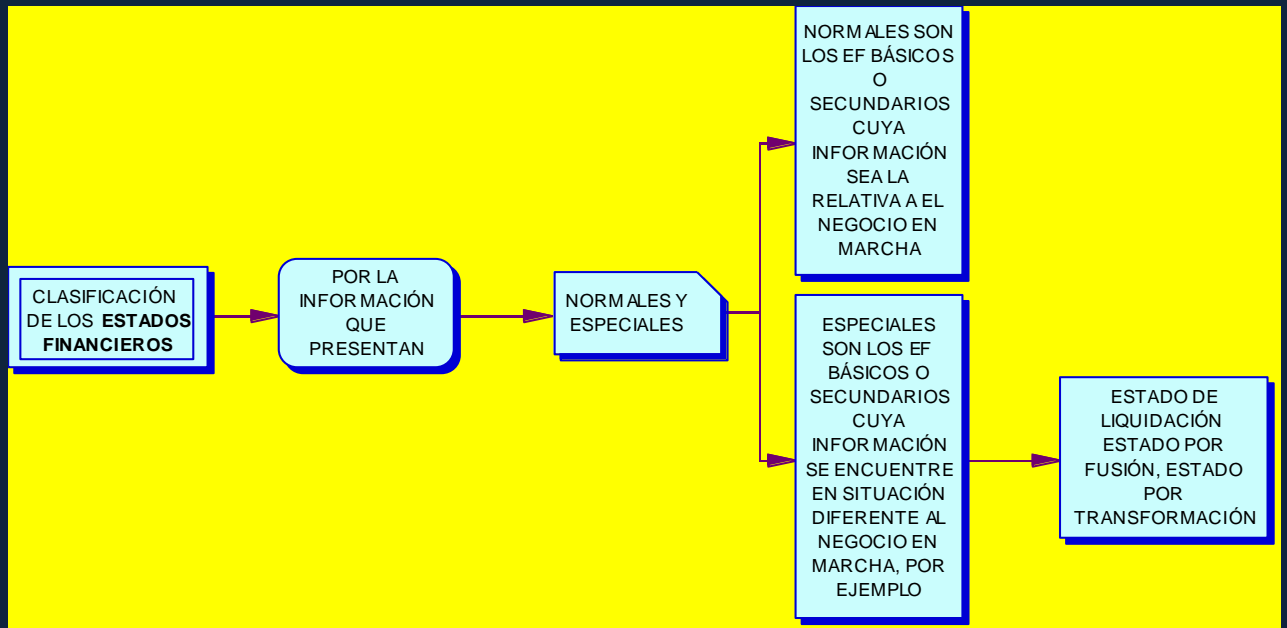 CLASIFICACIÓN
DE LOS ESTADOS
FINANCIEROS
POR LA
INFORMACIÓN
QUE
PRESENTAN
NORMALES Y
ESPECIALES
NORMALES SON
LOS EF BÁSICOS
O
SECUNDARIOS
CUYA
INFORMACIÓN
SEA LA
RELATIVA A EL
NEGOCIO EN
MARCHA
ESPECIALES
SON LOS EF
BÁSICOS O
SECUNDARIOS
CUYA
INFORMACIÓN
SE ENCUENTRE
EN SITUACIÓN
DIFERENTE AL
NEGOCIO EN
MARCHA, POR
EJEMPLO
ESTADO DE
LIQUIDACIÓN
ESTADO POR
FUSIÓN, ESTADO
POR
TRANSFORMACIÓN